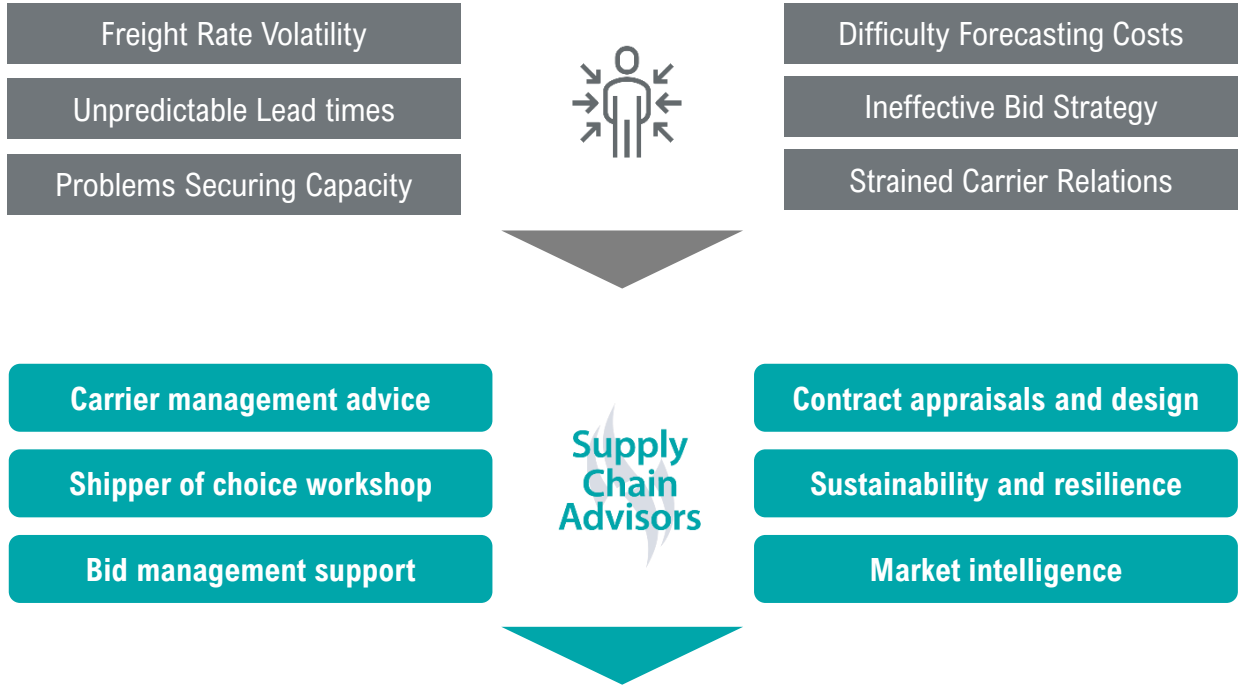 Freight Rate Volatility
Unpredictable Lead times
Problems Securing Capacity
Difficulty Forecasting Costs
Ineffective Bid Strategy
Strained Carrier Relations
Carrier management advice
Shipper of choice workshop
Bid management support
Supply
Chain
Advisors
Contract appraisals and design
Sustainability and resilience
Market intelligence